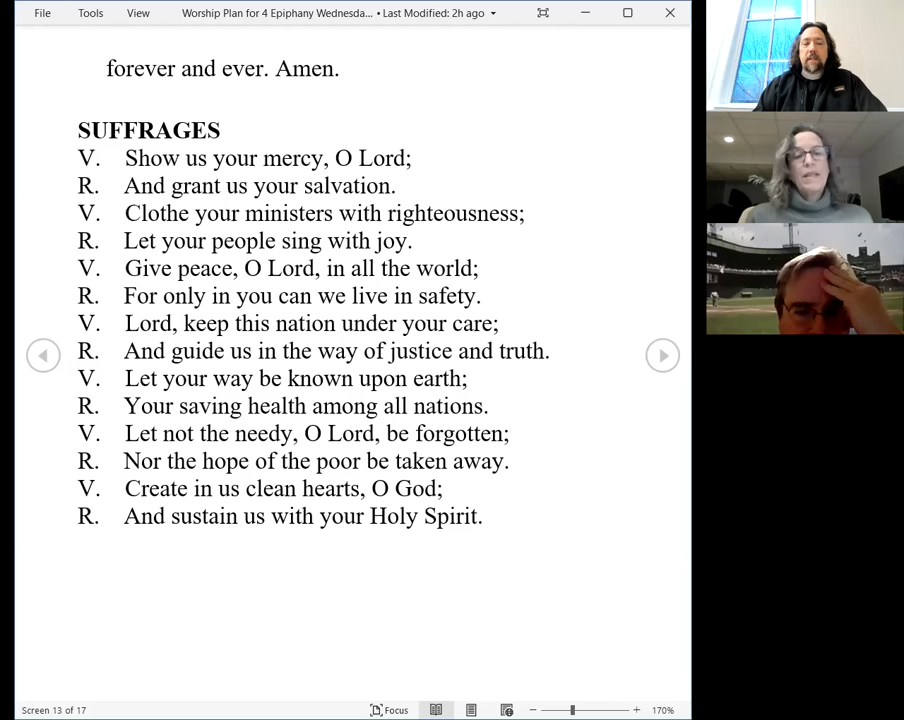 File Tools View Worship Plan for 4 Epiphany Wednesda... • Last Modified: 2h ago
forever and ever. Amen.
SUFFRAGES
V. Show us your mercy, O Lord;
R. And grant us your salvation.
V. Clothe your ministers with righteousness;
R. Let your people sing with joy.
V. Give peace, O Lord, in all the world;
R. For only in you can we live in safety.
V. Lord, keep this nation under your care;
R. And guide us in the way of justice and truth.
V. Let your way be known upon earth;
R. Your saving health among all nations.
V. Let not the needy, O Lord, be forgotten;
R. Nor the hope of the poor be taken away.
V. Create in us clean hearts, O God;
R. And sustain us with your Holy Spirit.
Screen 13 of 17 Focus 170%